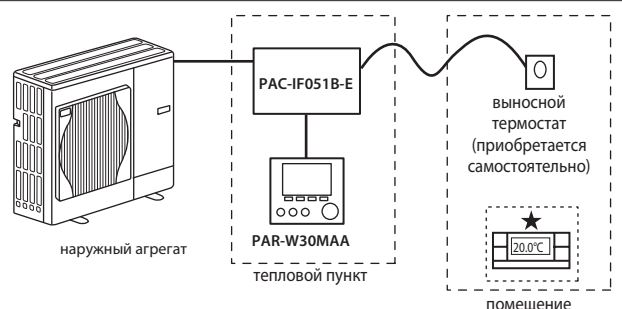 PAC-IF051B-E
выносной
термостат
(приобретается
самостоятельно)
наружный агрегат
PAR-W30MAA
20.0℃
тепловой пункт
помещение